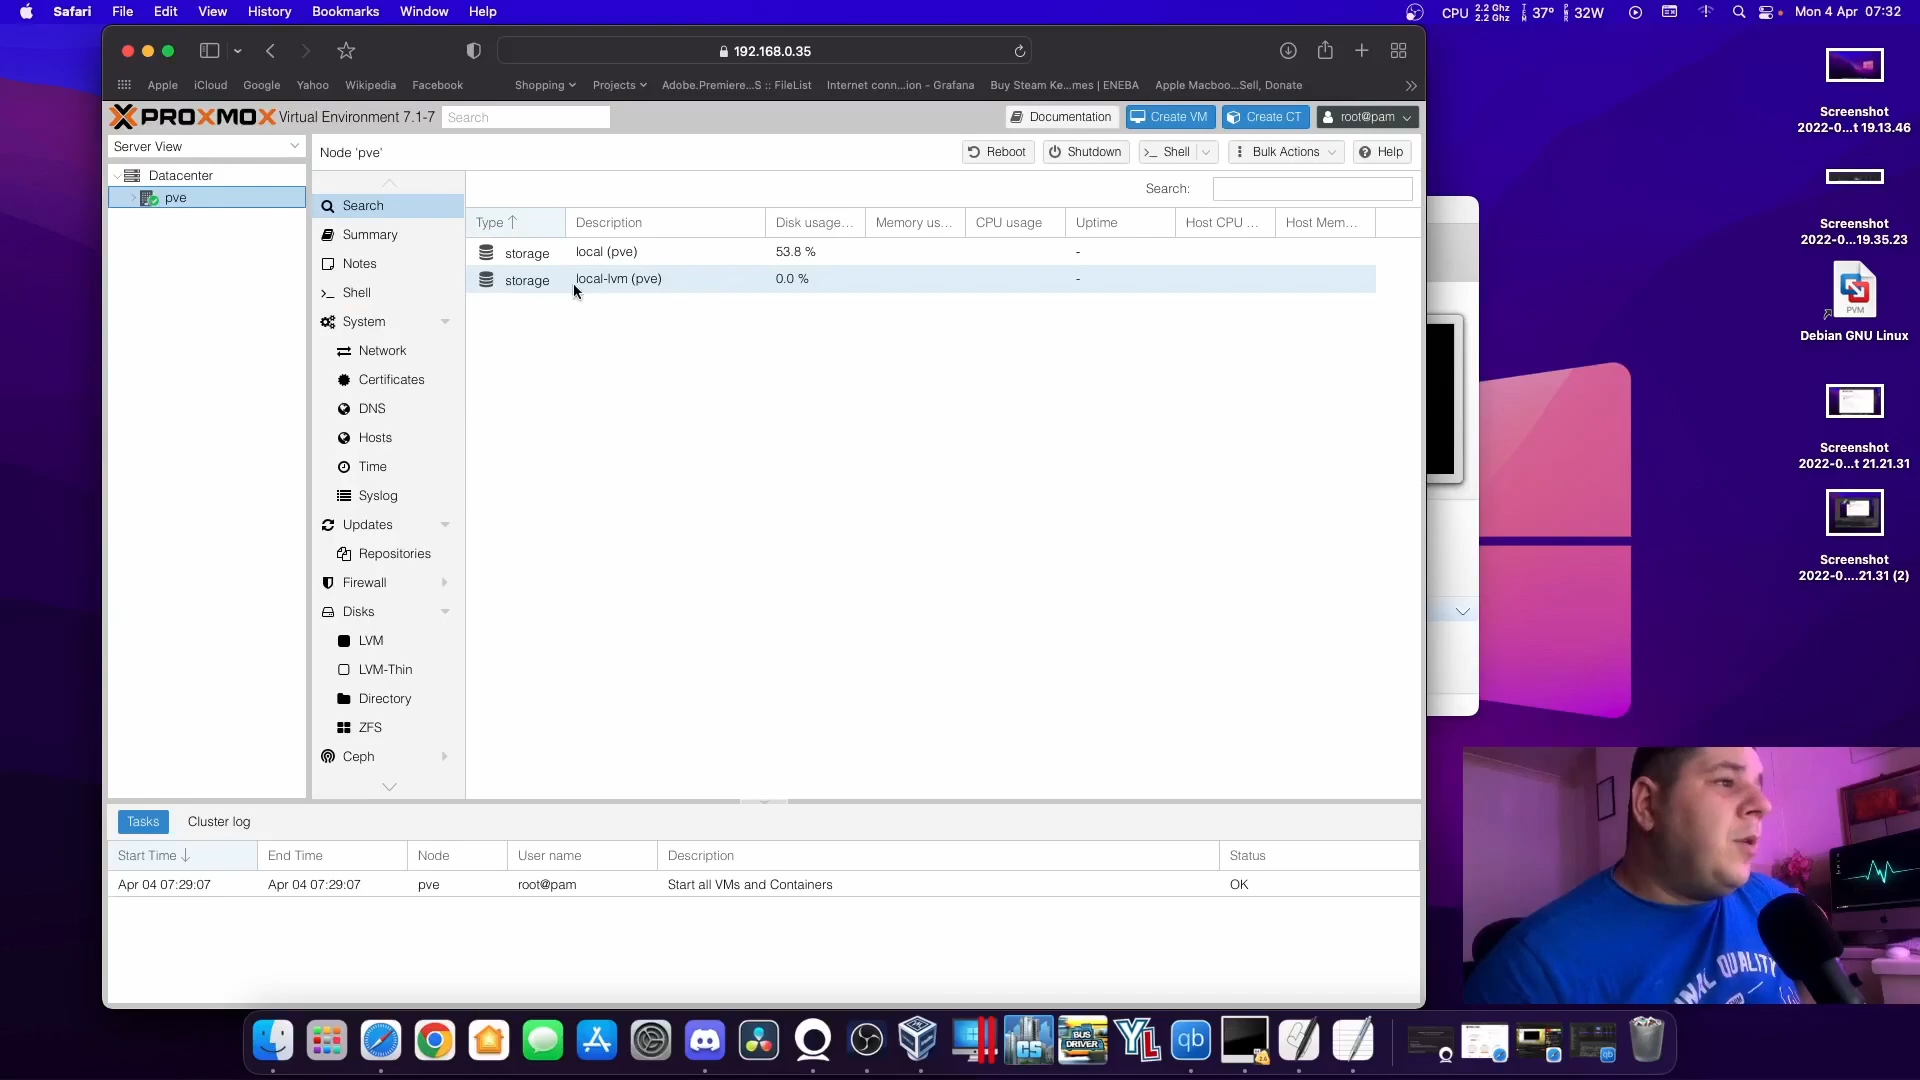 Safari File Edit View History Bookmarks Window Help
CPU 2.2 Ghz 2.2 Ghz 37° 32W Mon 4 Apr 07:32
192.168.0.35
Apple iCloud Google Yahoo Wikipedia Facebook Shopping Projects Adobe.Premiere...S :: FileList Internet conn...ion - Grafana Buy Steam Ke...mes | ENEBA Apple Macboo...Sell, Donate
PROXMOX Virtual Environment 7.1-7 Search Documentation Create VM Create CT root@pam
Server View
Node 'pve' Reboot Shutdown Shell Bulk Actions Help
Datacenter
pve
Search:
Search
Summary
Notes
Shell
System
Network
Certificates
DNS
Hosts
Time
Syslog
Updates
Repositories
Firewall
Disks
LVM
LVM-Thin
Directory
ZFS
Ceph
Type Description Disk usage... Memory us... CPU usage Uptime Host CPU ... Host Mem...
storage local (pve) 53.8 % -
storage local-lvm (pve) 0.0 % -
Tasks Cluster log
Start Time End Time Node User name Description Status
Apr 04 07:29:07 Apr 04 07:29:07 pve root@pam Start all VMs and Containers OK
Screenshot
2022-0...t 19.13.46
Screenshot
2022-0...19.35.23
PVM
Debian GNU Linux
Screenshot
2022-0...t 21.21.31
Screenshot
2022-0....21.31 (2)
QUALITY
CS
BUS
DRIVER
YL
qb